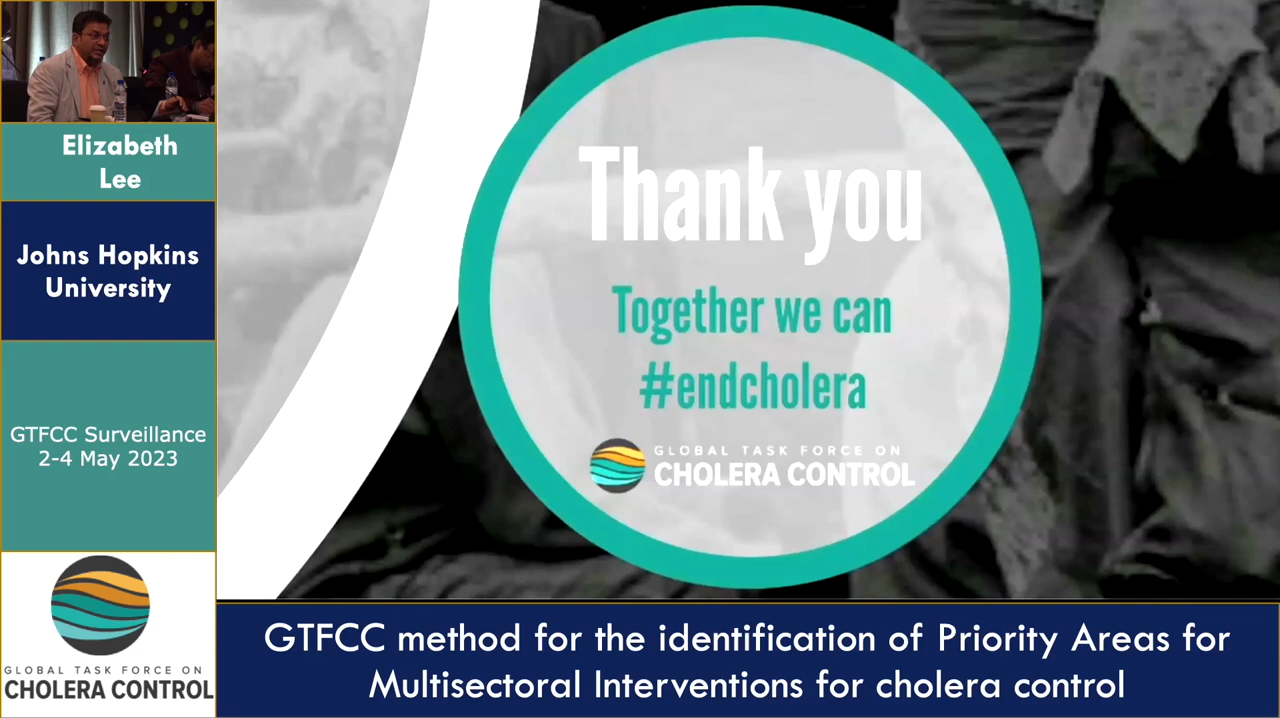 Elizabeth
Lee
Johns Hopkins
University
GTFCC Surveillance
2-4 May 2023
GLOBAL TASK FORCE ON
CHOLERA CONTROL
Thank you
Together we can
#endcholera
GLOBAL TASK FORCE ON
CHOLERA CONTROL
GTFCC method for the identification of Priority Areas for
Multisectoral Interventions for cholera control